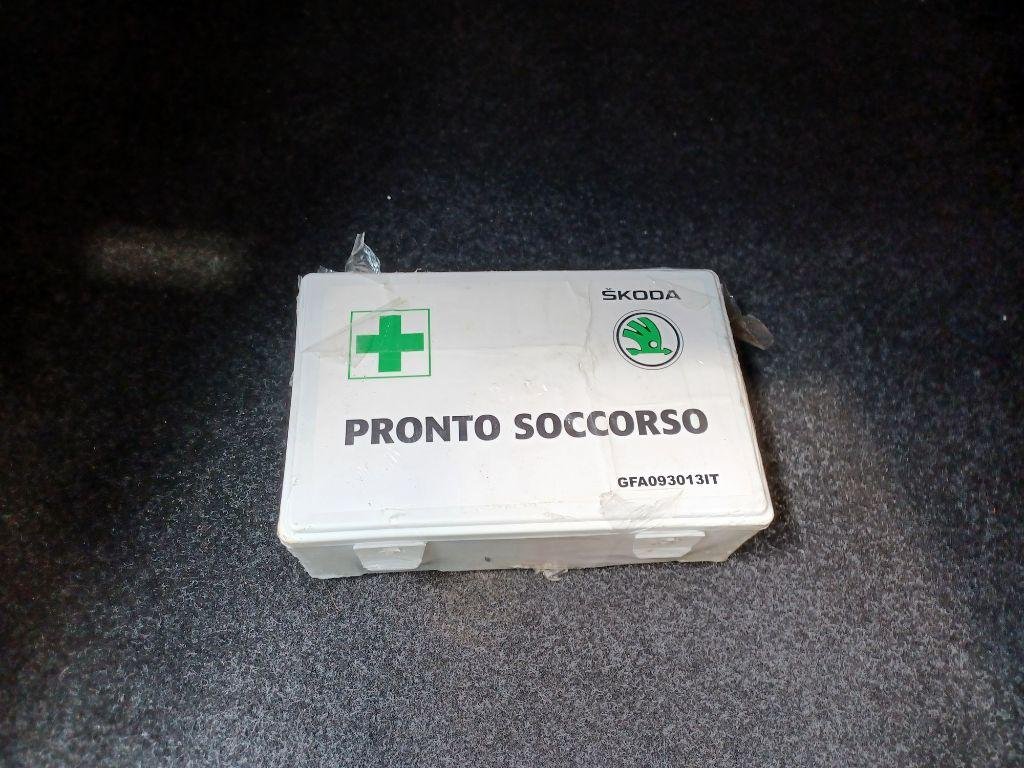 ŠKODA
PRONTO SOCCORSO
GFA093013IT